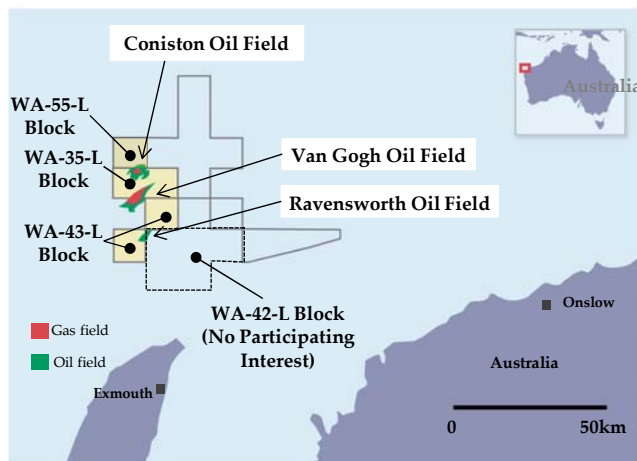 Coniston Oil Field
WA-55-L
Block
WA-35-L
Block
Van Gogh Oil Field
Ravensworth Oil Field
WA-43-L
Block
WA-42-L Block
(No Participating
Interest)
Gas field
Oil field
Exmouth
Onslow
Australia
0
50km
Australia